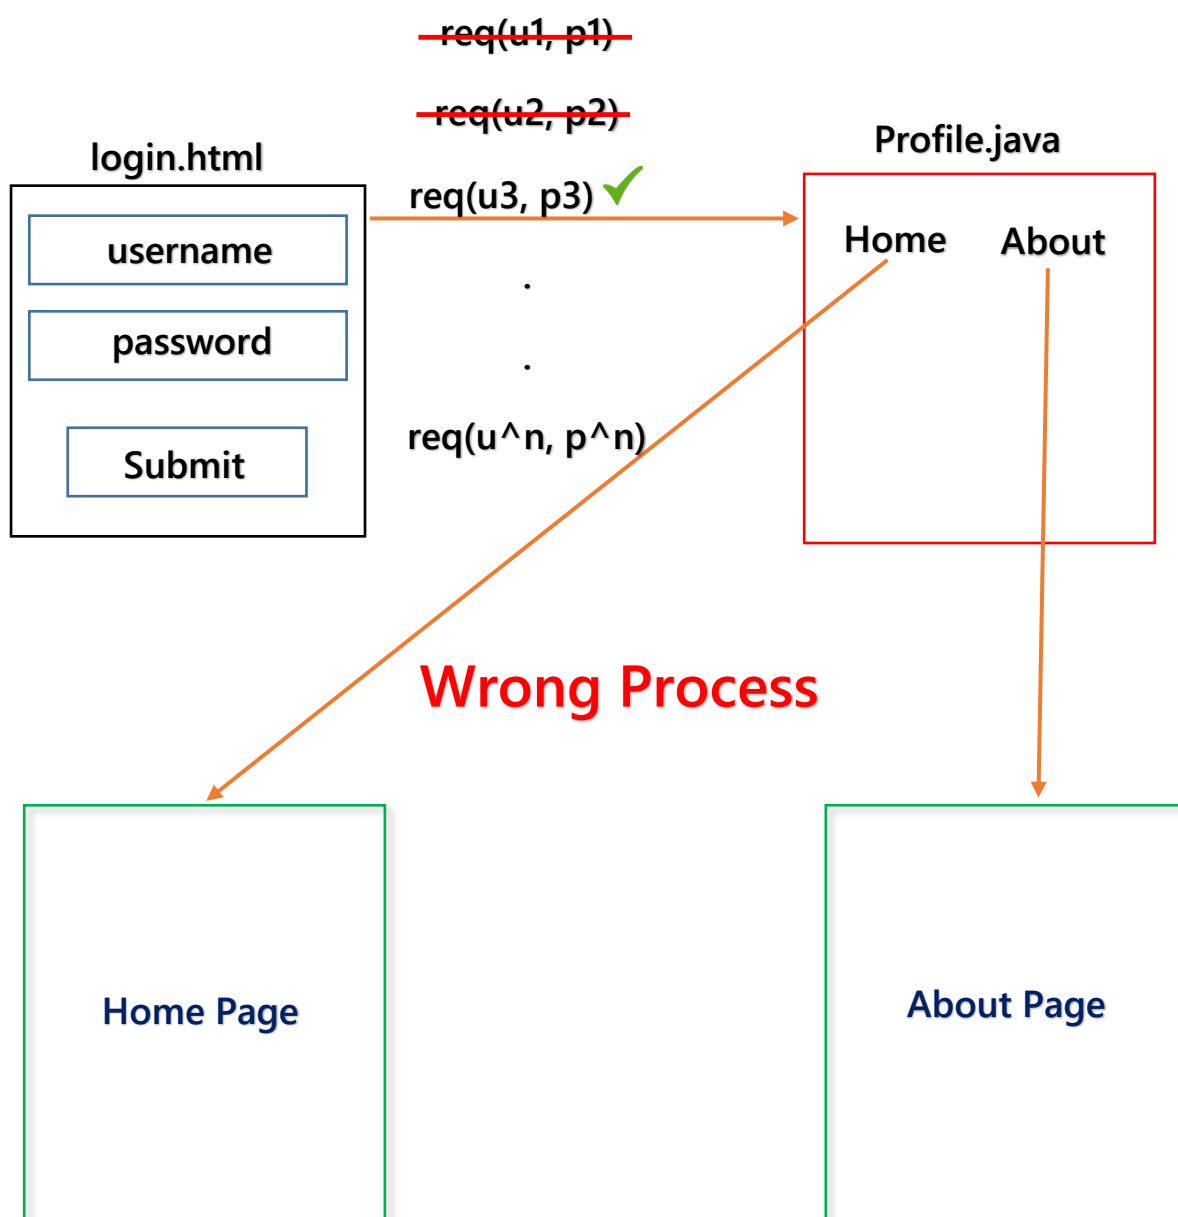 req(u1, p1)
req(u2, p2)
login.html
Profile.java
req(u3, p3)
username
Home
About
.
password
.
req(u^n, p^n)
Submit
Wrong Process
Home Page
About Page